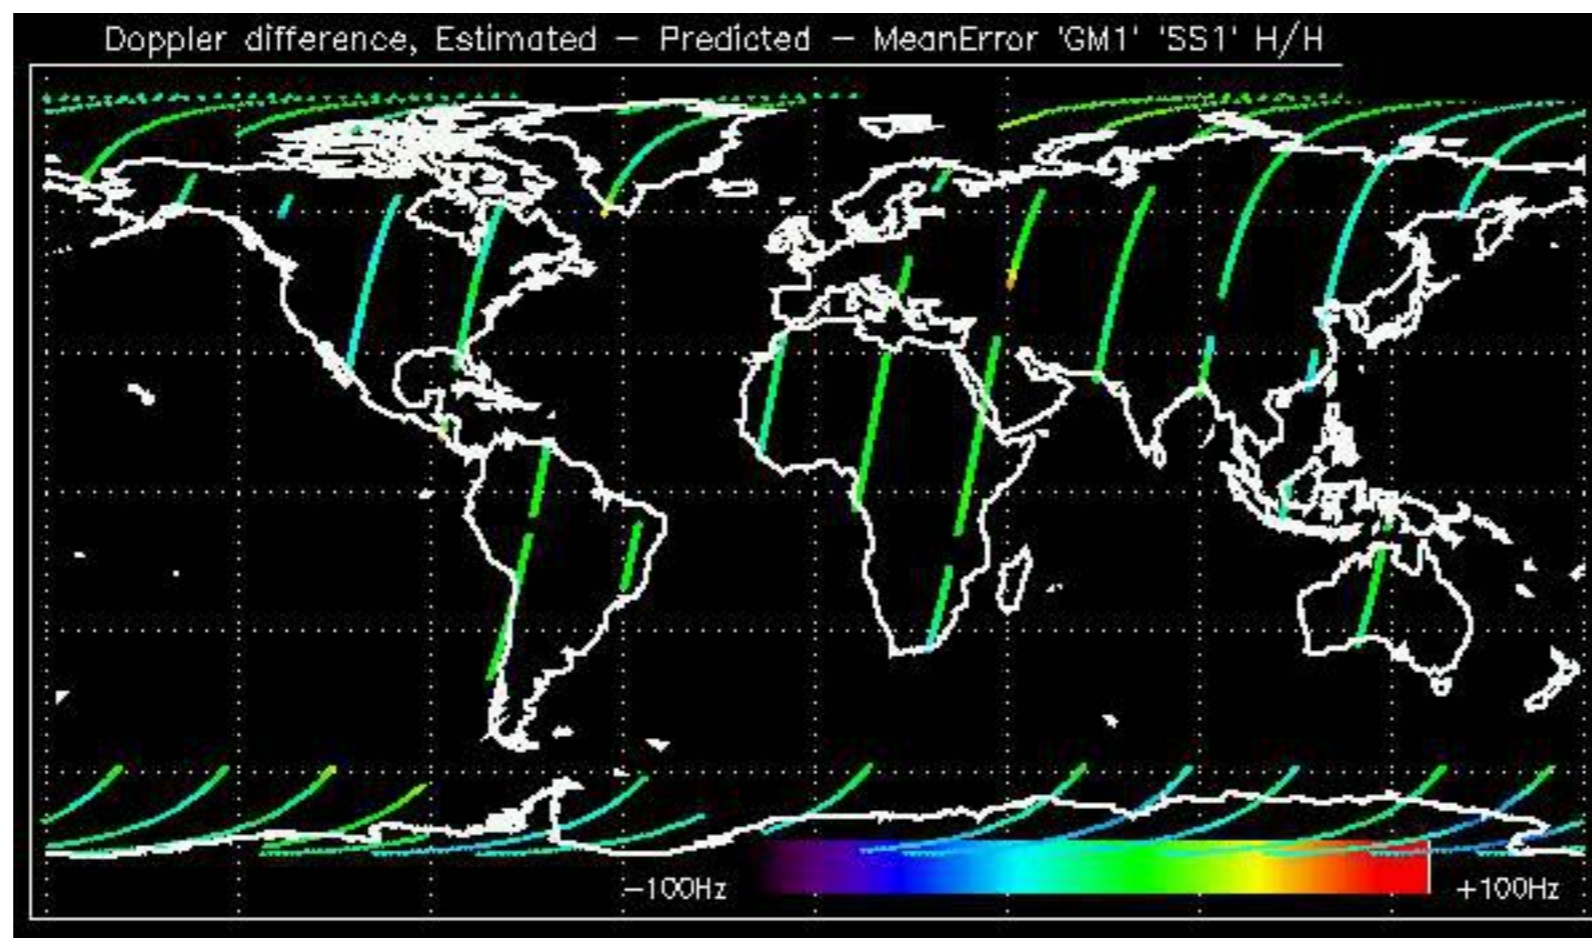 Doppler difference, Estimated – Predicted – MeanError 'GM1' 'SS1' H/H
–100Hz
+100Hz